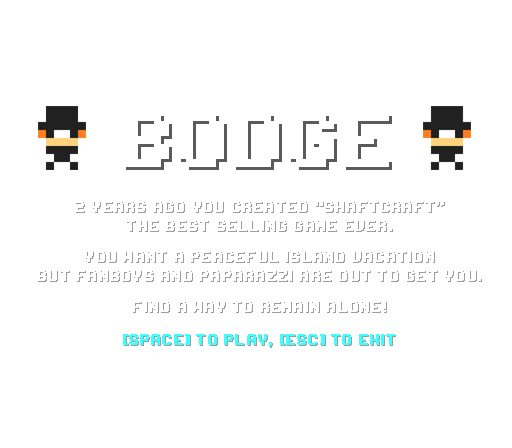 BODGE
2 YEARS AGO YOU CREATED "SHAFTCRAFT"
THE BEST SELLING GAME EVER.
YOU WANT A PEACEFUL ISLAND VACATION
BUT FANBOYS AND PAPARAZZI ARE OUT TO GET YOU.
FIND A WAY TO REMAIN ALONE!
[SPACE] TO PLAY, [ESC] TO EXIT